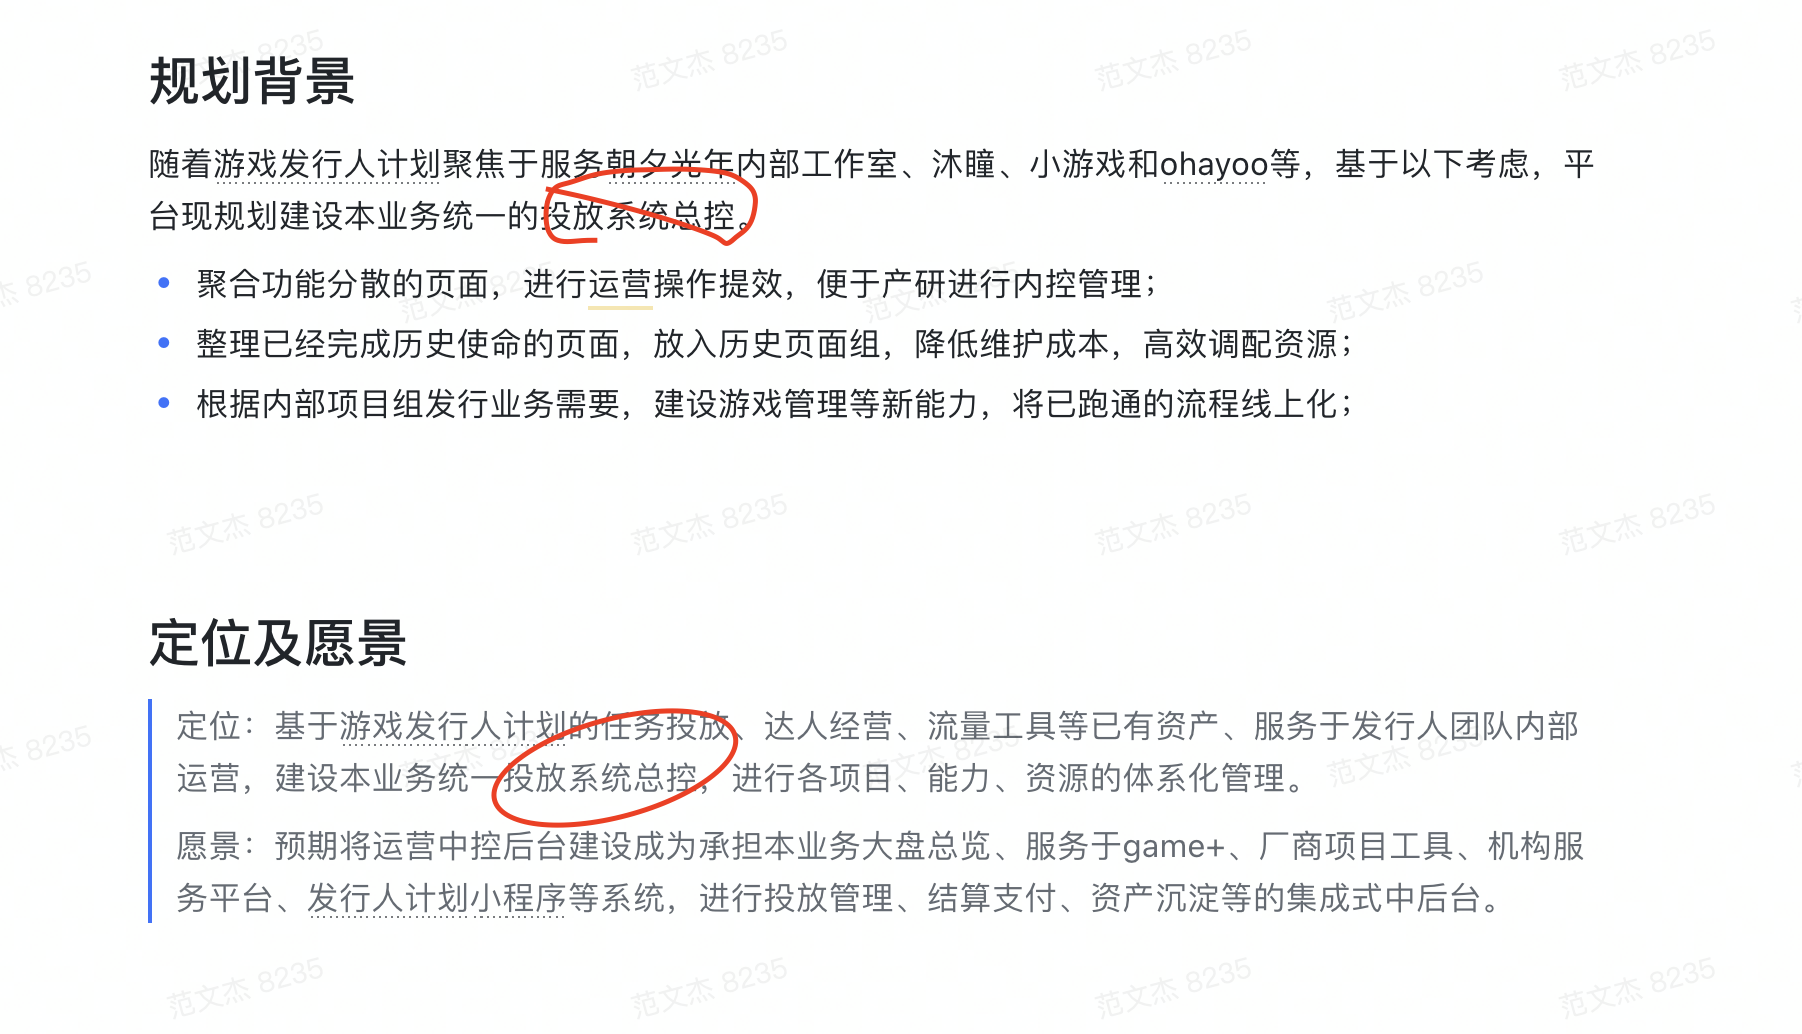 规划背景
随着游戏发行人计划聚焦于服务朝夕光年内部工作室、沐瞳、小游戏和ohayoo等，基于以下考虑，平
台现规划建设本业务统一的投放系统总控。
聚合功能分散的页面，进行运营操作提效，便于产研进行内控管理；
整理已经完成历史使命的页面，放入历史页面组，降低维护成本，高效调配资源；
根据内部项目组发行业务需要，建设游戏管理等新能力，将已跑通的流程线上化；
定位及愿景
定位：基于游戏发行人计划的任务投放、达人经营、流量工具等已有资产、服务于发行人团队内部
运营，建设本业务统一投放系统总控，进行各项目、能力、资源的体系化管理。
愿景：预期将运营中控后台建设成为承担本业务大盘总览、服务于game+、厂商项目工具、机构服
务平台、发行人计划小程序等系统，进行投放管理、结算支付、资产沉淀等的集成式中后台。
范文杰 8235